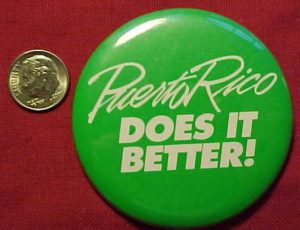 Puerto Rico
DOES IT
BETTER!